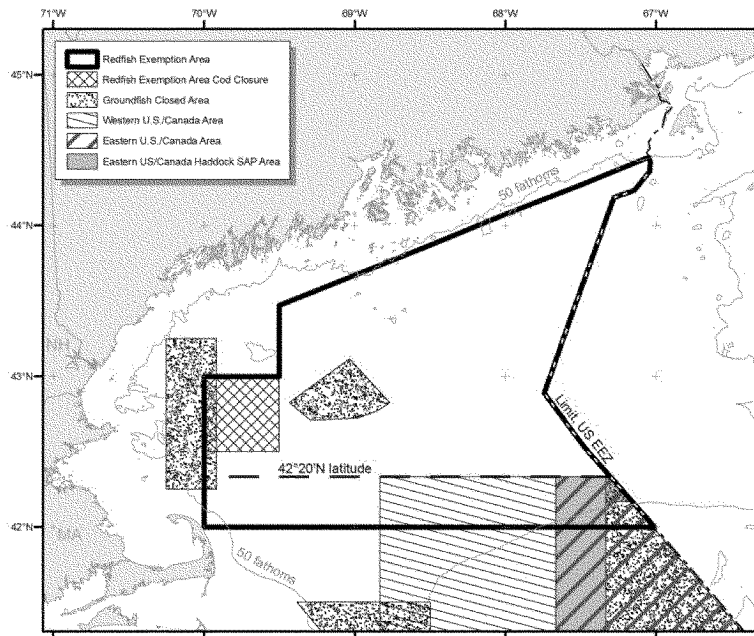 71°W 70°W 69°W 68°W 67°W
45°N
44°N
43°N
42°N
Redfish Exemption Area
Redfish Exemption Area Cod Closure
Groundfish Closed Area
Western U.S./Canada Area
Eastern U.S./Canada Area
Eastern US/Canada Haddock SAP Area
50 fathoms
NH
Limit, US EEZ
42°20'N latitude
MA
50 fathoms